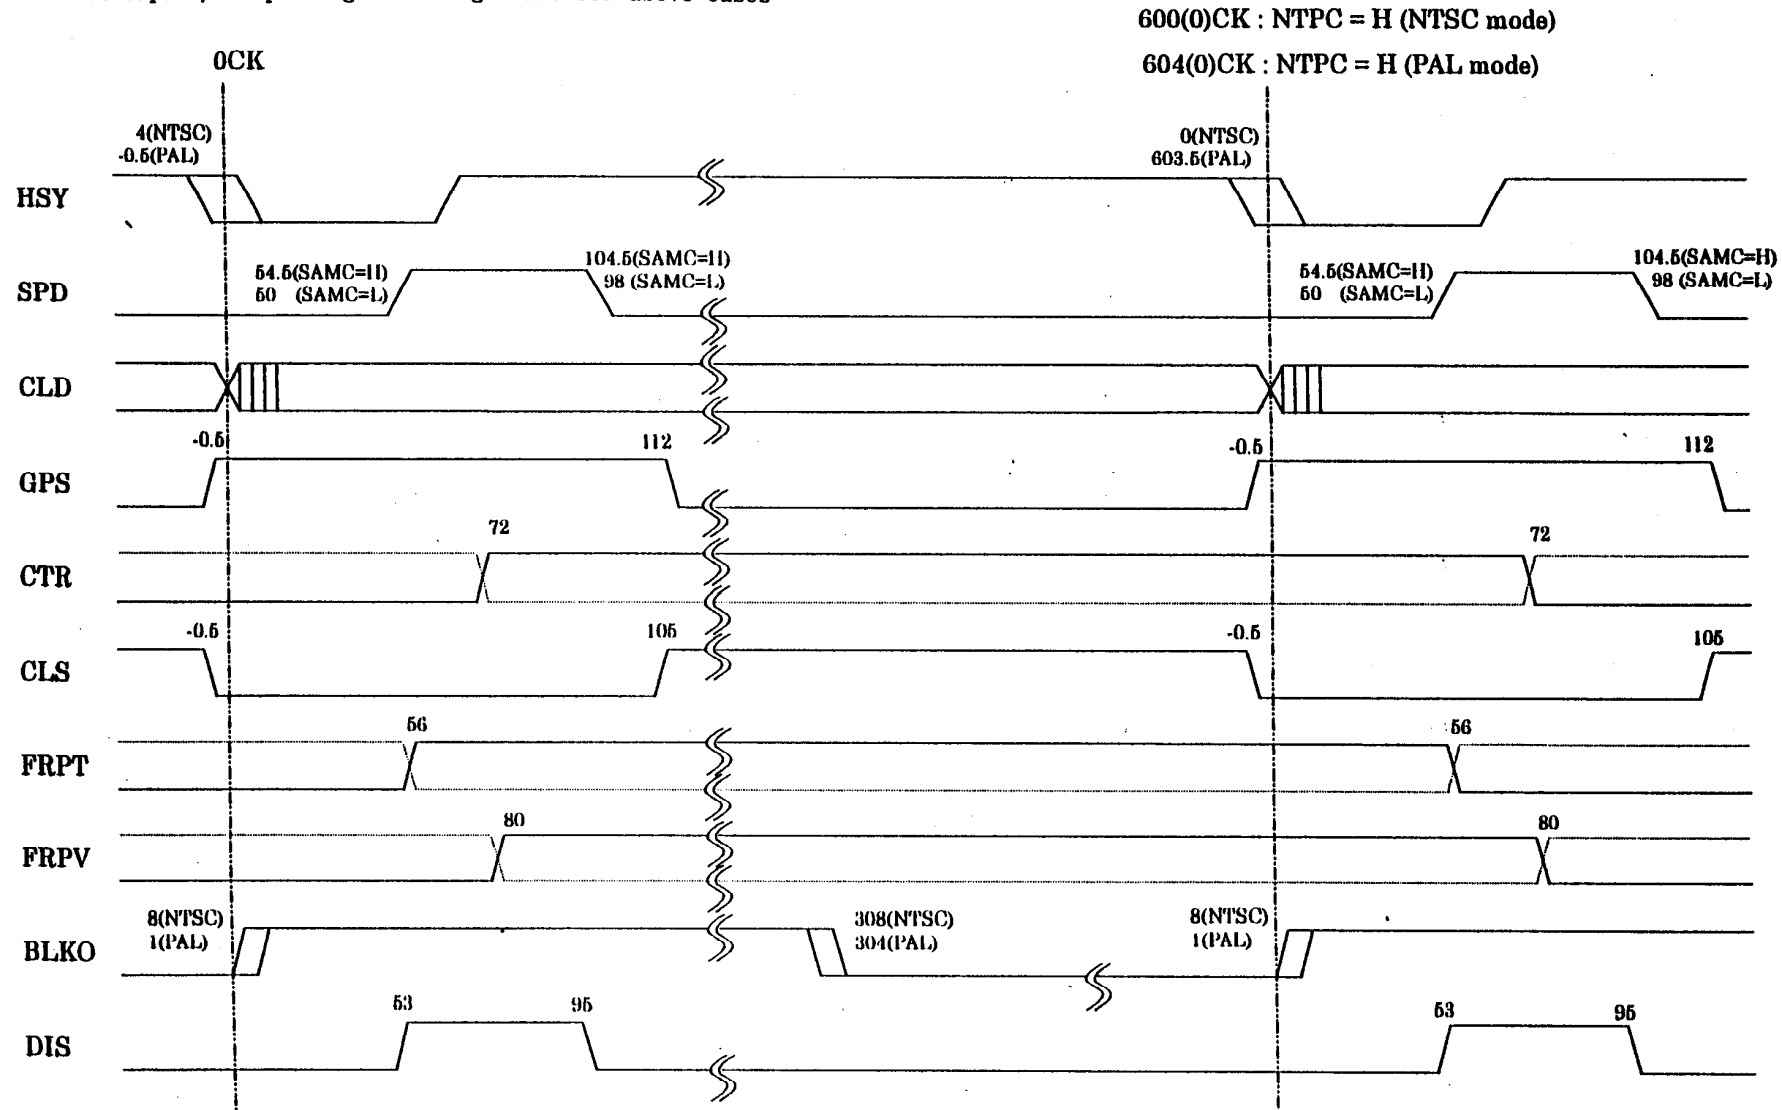 600(0)CK : NTPC = H (NTSC mode)
0CK
604(0)CK : NTPC = H (PAL mode)
4(NTSC)
-0.5(PAL)
0(NTSC)
603.5(PAL)
HSY
54.5(SAMC=H)
50 (SAMC=L)
104.5(SAMC=H)
98 (SAMC=L)
54.5(SAMC=H)
50 (SAMC=L)
104.5(SAMC=H)
98 (SAMC=L)
SPD
CLD
-0.5
112
-0.5
112
GPS
72
72
CTR
-0.5
105
-0.5
105
CLS
56
56
FRPT
80
80
FRPV
8(NTSC)
1(PAL)
308(NTSC)
304(PAL)
8(NTSC)
1(PAL)
BLKO
53
95
53
95
DIS